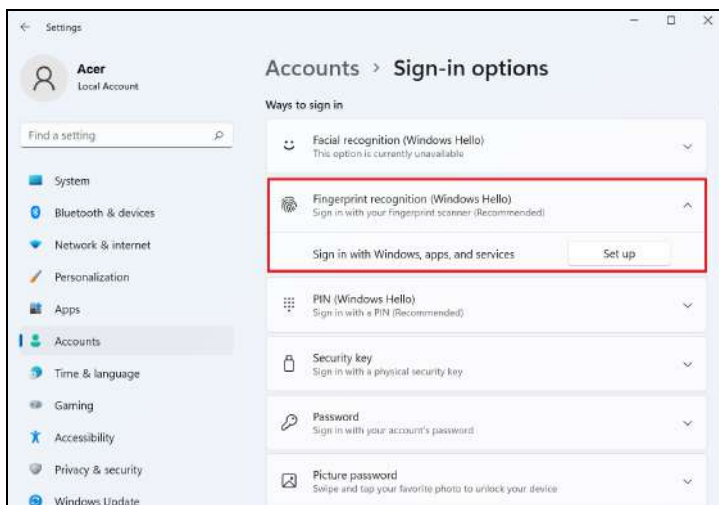 Settings
Acer
Local Account
Find a setting
System
Bluetooth & devices
Network & internet
Personalization
Apps
Accounts
Time & language
Gaming
Accessibility
Privacy & security
Windows Update
Accounts > Sign-in options
Ways to sign in
Facial recognition (Windows Hello)
This option is currently unavailable
Fingerprint recognition (Windows Hello)
Sign in with your fingerprint scanner (Recommended)
Sign in with Windows, apps, and services
Set up
PIN (Windows Hello)
Sign in with a PIN (Recommended)
Security key
Sign in with a physical security key
Password
Sign in with your account's password
Picture password
Swipe and tap your favorite photo to unlock your device